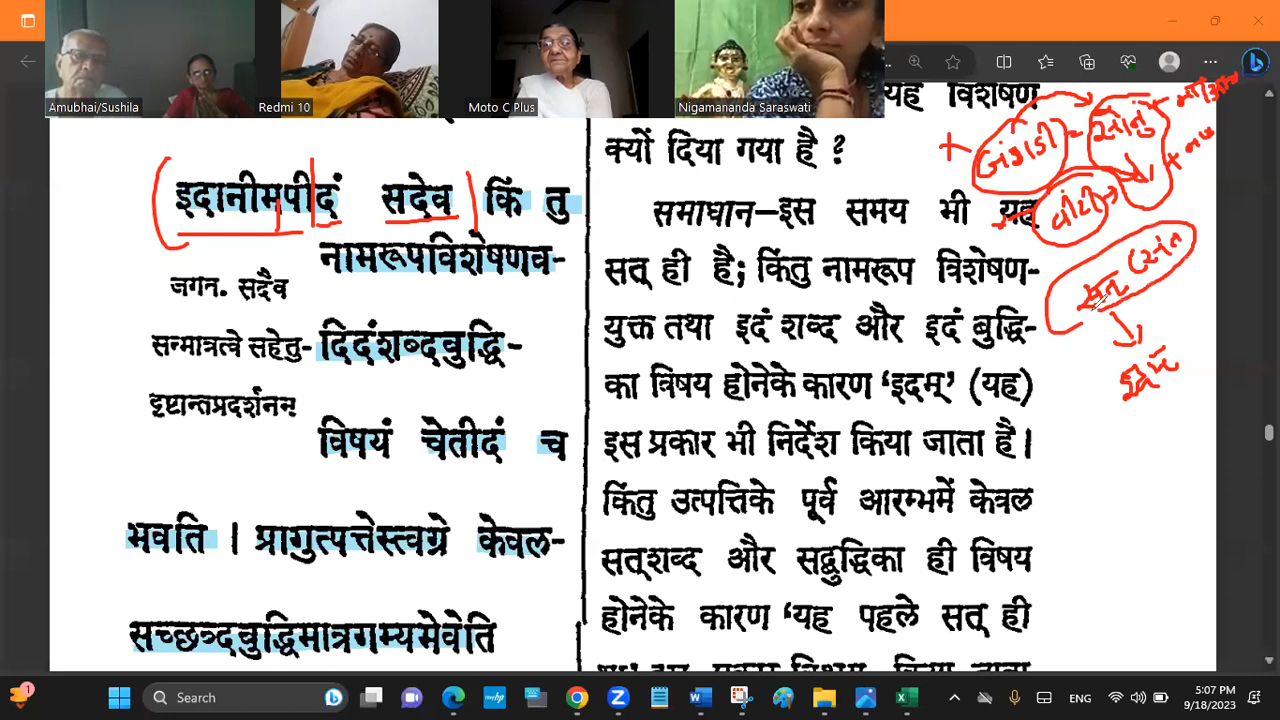 Amubhai/Sushila
Redmi 10
Moto C Plus
Nigamananda Saraswati
इदानीमपीदं सदेव किं तु
नामरूपविशेषणव-
जगन. सदैव
सन्मात्रत्वे सहेतु-
दिदंशब्दबुद्धि-
दृष्टान्तप्रदर्शनम्
विषयं चेतीदं च
भवति । प्रागुत्पत्तेस्त्वग्रे केवल-
सच्छब्दबुद्धिमात्रगम्यमेवेति
यह विशेषण
क्यों दिया गया है ?
समाधान—इस समय भी यह
सत् ही है; किंतु नामरूप विशेषण-
युक्त तथा इदं शब्द और इदं बुद्धि-
का विषय होनेके कारण ‘इदम्’ (यह)
इस प्रकार भी निर्देश किया जाता है।
किंतु उत्पत्तिके पूर्व आरम्भमें केवल
सत्शब्द और सद्बुद्धिका ही विषय
होनेके कारण ‘यह पहले सत् ही
બંગડી
સોનું
વીંટી
સત્
Search
ENG
5:07 PM
9/18/2023
1